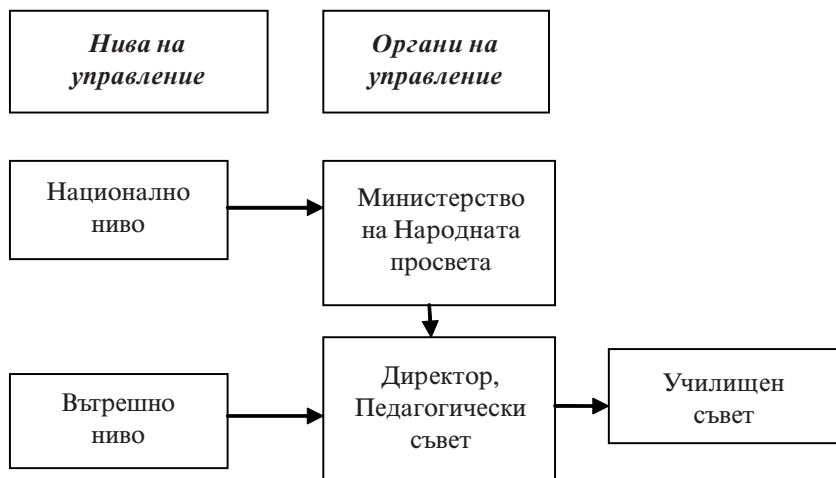 Нива на
управление
Органи на
управление
Национално
ниво
Министерство
на Народната
просвета
Вътрешно
ниво
Директор,
Педагогически
съвет
Училищен
съвет